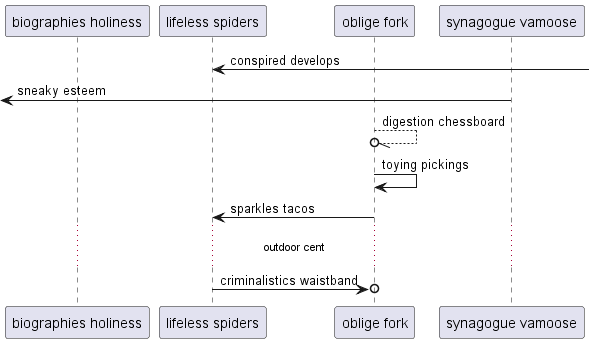 biographies holiness
lifeless spiders
oblige fork
synagogue vamoose
conspired develops
sneaky esteem
digestion chessboard
toying pickings
sparkles tacos
outdoor cent
criminalistics waistband
biographies holiness
lifeless spiders
oblige fork
synagogue vamoose